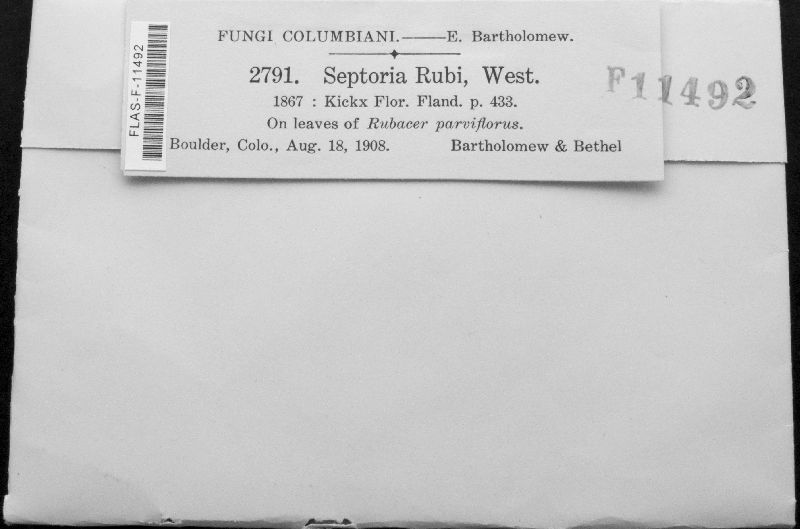 FUNGI COLUMBIANI.——E. Bartholomew.
2791. Septoria Rubi, West.
1867 : Kickx Flor. Fland. p. 433.
On leaves of Rubacer parviflorus.
Boulder, Colo., Aug. 18, 1908. Bartholomew & Bethel
FLAS-F-11492
F11492